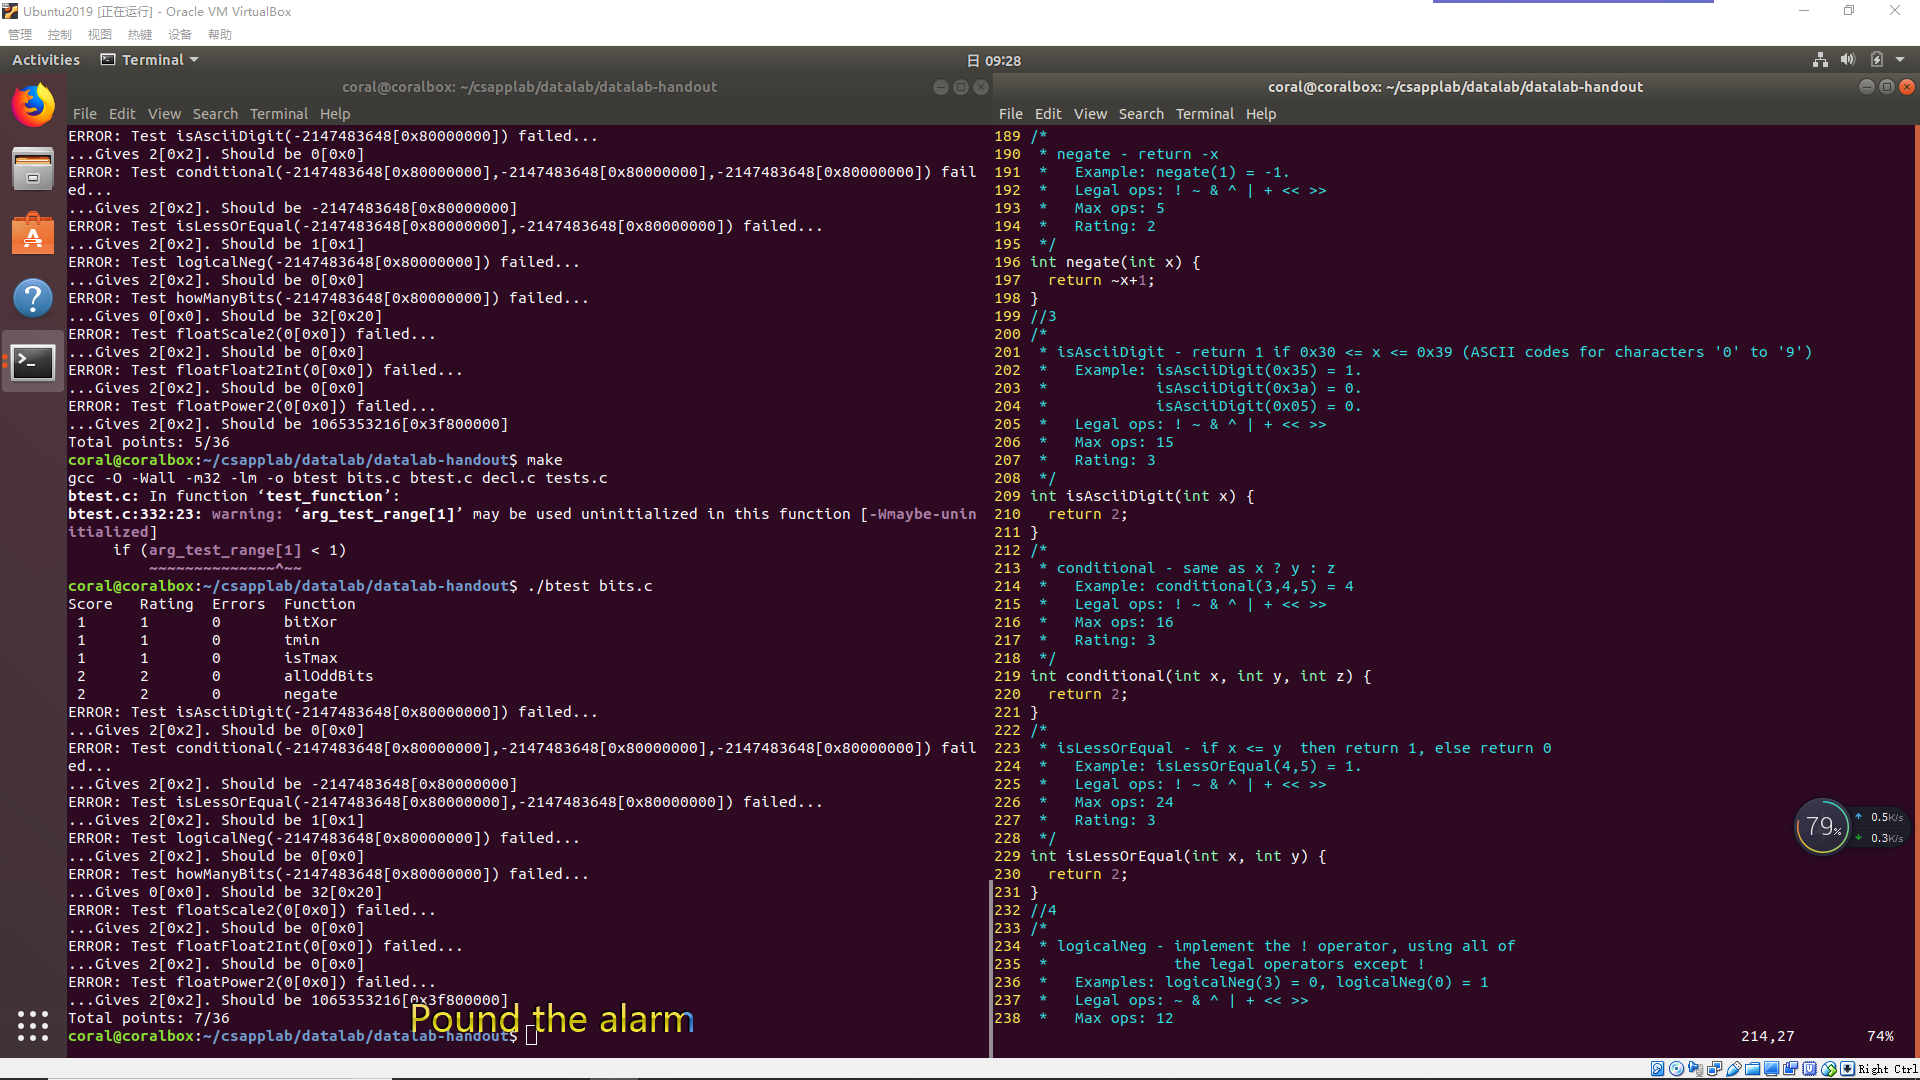 Ubuntu2019 [正在运行] - Oracle VM VirtualBox
管理 控制 视图 热键 设备 帮助
Activities Terminal 日 09:28
coral@coralbox: ~/csapplab/datalab/datalab-handout
File Edit View Search Terminal Help
ERROR: Test isAsciiDigit(-2147483648[0x80000000]) failed...
...Gives 2[0x2]. Should be 0[0x0]
ERROR: Test conditional(-2147483648[0x80000000],-2147483648[0x80000000],-2147483648[0x80000000]) fail
ed...
...Gives 2[0x2]. Should be -2147483648[0x80000000]
ERROR: Test isLessOrEqual(-2147483648[0x80000000],-2147483648[0x80000000]) failed...
...Gives 2[0x2]. Should be 1[0x1]
ERROR: Test logicalNeg(-2147483648[0x80000000]) failed...
...Gives 2[0x2]. Should be 0[0x0]
ERROR: Test howManyBits(-2147483648[0x80000000]) failed...
...Gives 0[0x0]. Should be 32[0x20]
ERROR: Test floatScale2(0[0x0]) failed...
...Gives 2[0x2]. Should be 0[0x0]
ERROR: Test floatFloat2Int(0[0x0]) failed...
...Gives 2[0x2]. Should be 0[0x0]
ERROR: Test floatPower2(0[0x0]) failed...
...Gives 2[0x2]. Should be 1065353216[0x3f800000]
Total points: 5/36
coral@coralbox:~/csapplab/datalab/datalab-handout$ make
gcc -O -Wall -m32 -lm -o btest bits.c btest.c decl.c tests.c
btest.c: In function ‘test_function’:
btest.c:332:23: warning: ‘arg_test_range[1]’ may be used uninitialized in this function [-Wmaybe-unin
itialized]
if (arg_test_range[1] < 1)
~~~~~~~~~~~~~~^~~
coral@coralbox:~/csapplab/datalab/datalab-handout$ ./btest bits.c
Score Rating Errors Function
1 1 0 bitXor
1 1 0 tmin
1 1 0 isTmax
2 2 0 allOddBits
2 2 0 negate
ERROR: Test isAsciiDigit(-2147483648[0x80000000]) failed...
...Gives 2[0x2]. Should be 0[0x0]
ERROR: Test conditional(-2147483648[0x80000000],-2147483648[0x80000000],-2147483648[0x80000000]) fail
ed...
...Gives 2[0x2]. Should be -2147483648[0x80000000]
ERROR: Test isLessOrEqual(-2147483648[0x80000000],-2147483648[0x80000000]) failed...
...Gives 2[0x2]. Should be 1[0x1]
ERROR: Test logicalNeg(-2147483648[0x80000000]) failed...
...Gives 2[0x2]. Should be 0[0x0]
ERROR: Test howManyBits(-2147483648[0x80000000]) failed...
...Gives 0[0x0]. Should be 32[0x20]
ERROR: Test floatScale2(0[0x0]) failed...
...Gives 2[0x2]. Should be 0[0x0]
ERROR: Test floatFloat2Int(0[0x0]) failed...
...Gives 2[0x2]. Should be 0[0x0]
ERROR: Test floatPower2(0[0x0]) failed...
...Gives 2[0x2]. Should be 1065353216[0x3f800000]
Total points: 7/36
coral@coralbox:~/csapplab/datalab/datalab-handout$
Pound the alarm
coral@coralbox: ~/csapplab/datalab/datalab-handout
File Edit View Search Terminal Help
189 /*
190 * negate - return -x
191 * Example: negate(1) = -1.
192 * Legal ops: ! ~ & ^ | + << >>
193 * Max ops: 5
194 * Rating: 2
195 */
196 int negate(int x) {
197 return ~x+1;
198 }
199 //3
200 /*
201 * isAsciiDigit - return 1 if 0x30 <= x <= 0x39 (ASCII codes for characters '0' to '9')
202 * Example: isAsciiDigit(0x35) = 1.
203 * isAsciiDigit(0x3a) = 0.
204 * isAsciiDigit(0x05) = 0.
205 * Legal ops: ! ~ & ^ | + << >>
206 * Max ops: 15
207 * Rating: 3
208 */
209 int isAsciiDigit(int x) {
210 return 2;
211 }
212 /*
213 * conditional - same as x ? y : z
214 * Example: conditional(3,4,5) = 4
215 * Legal ops: ! ~ & ^ | + << >>
216 * Max ops: 16
217 * Rating: 3
218 */
219 int conditional(int x, int y, int z) {
220 return 2;
221 }
222 /*
223 * isLessOrEqual - if x <= y then return 1, else return 0
224 * Example: isLessOrEqual(4,5) = 1.
225 * Legal ops: ! ~ & ^ | + << >>
226 * Max ops: 24
227 * Rating: 3
228 */
229 int isLessOrEqual(int x, int y) {
230 return 2;
231 }
232 //4
233 /*
234 * logicalNeg - implement the ! operator, using all of
235 * the legal operators except !
236 * Examples: logicalNeg(3) = 0, logicalNeg(0) = 1
237 * Legal ops: ~ & ^ | + << >>
238 * Max ops: 12
214,27 74%
79% 0.5K/s
0.3K/s
Right Ctrl